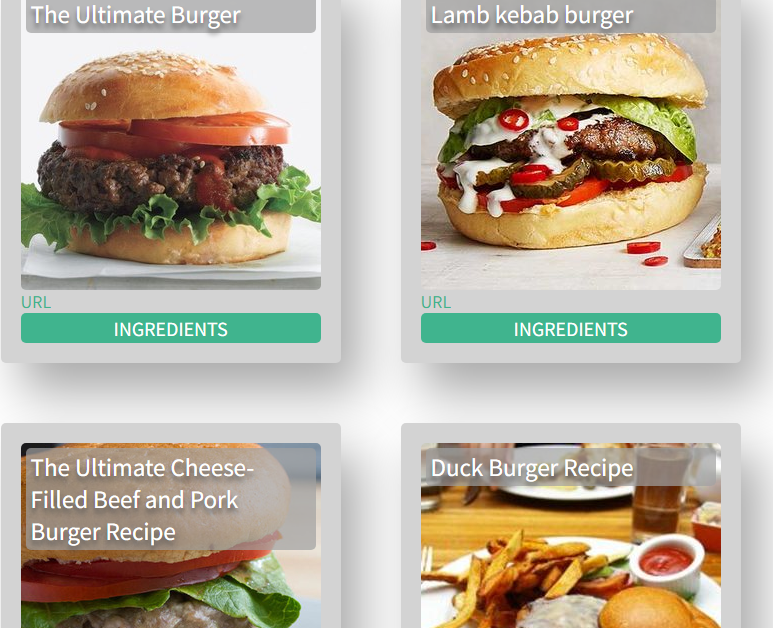 The Ultimate Burger
Lamb kebab burger
URL
URL
INGREDIENTS
INGREDIENTS
The Ultimate Cheese-
Filled Beef and Pork
Burger Recipe
Duck Burger Recipe